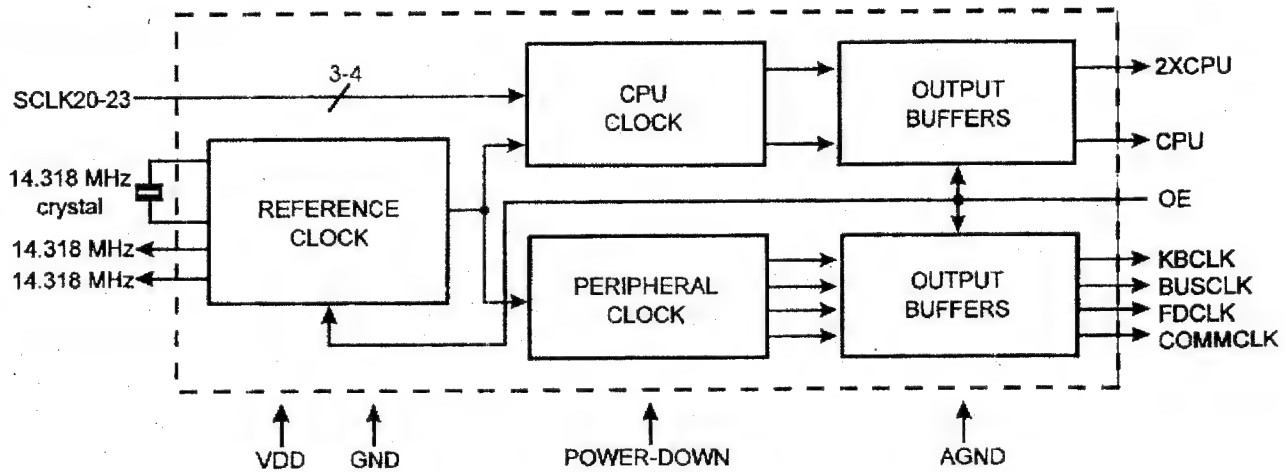 3-4
SCLK20-23
CPU
CLOCK
OUTPUT
BUFFERS
2XCPU
CPU
14.318 MHz
crystal
14.318 MHz
14.318 MHz
REFERENCE
CLOCK
OE
PERIPHERAL
CLOCK
OUTPUT
BUFFERS
KBCLK
BUSCLK
FDCLK
COMMCLK
VDD
GND
POWER-DOWN
AGND